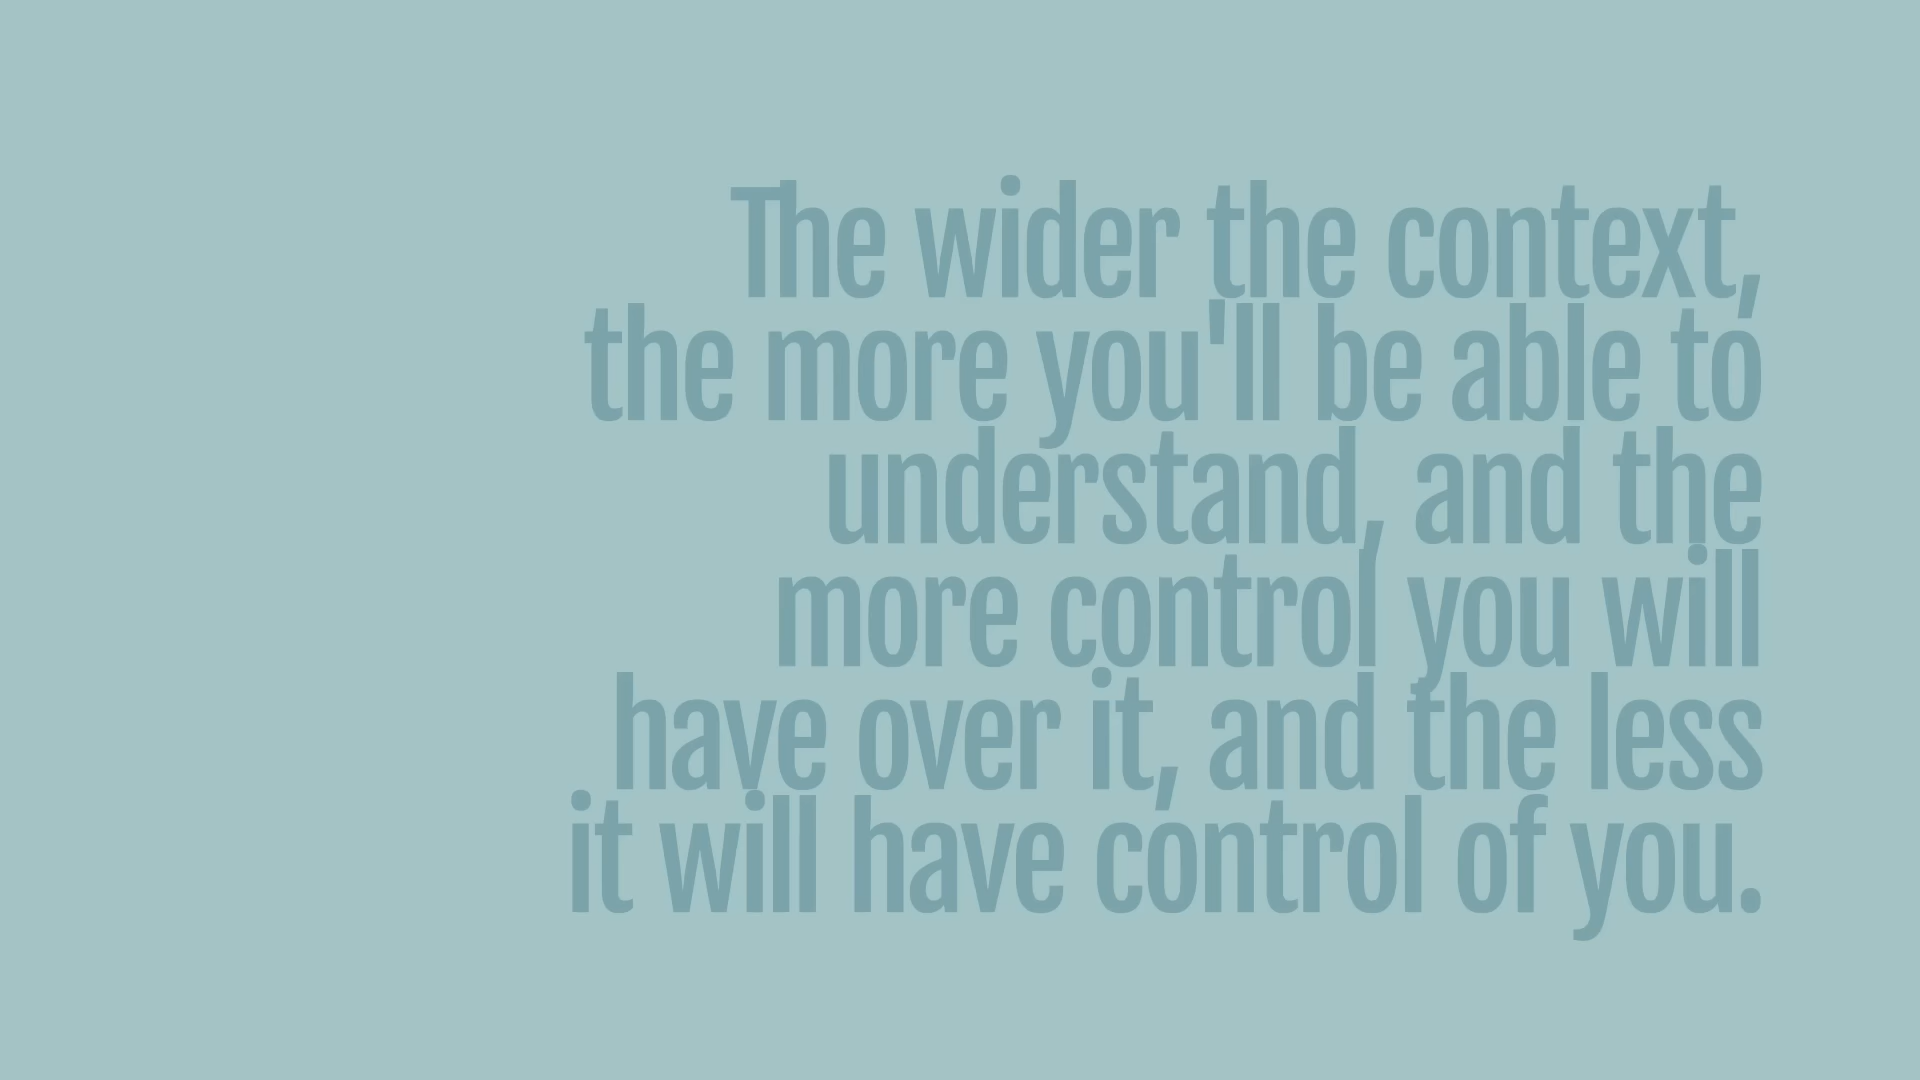 The wider the context,
the more you'll be able to
understand, and the
more control you will
have over it, and the less
it will have control of you.